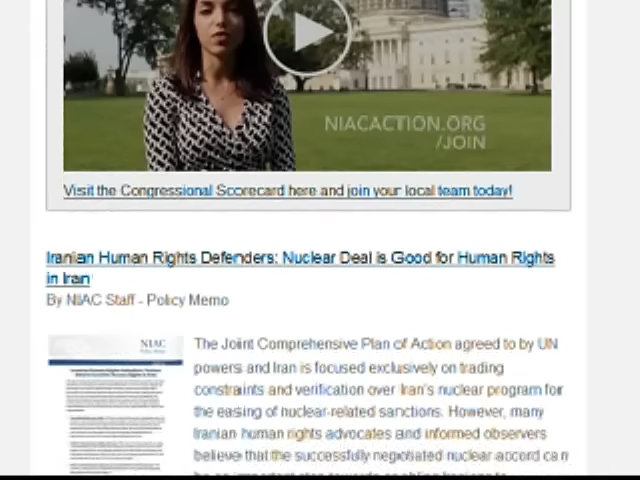 NIACACTION.ORG
/JOIN
Visit the Congressional Scorecard here and join your local team today!
Iranian Human Rights Defenders: Nuclear Deal is Good for Human Rights
in Iran
By NIAC Staff - Policy Memo
NIAC
The Joint Comprehensive Plan of Action agreed to by UN
powers and Iran is focused exclusively on trading
constraints and verification over Iran's nuclear program for
the easing of nuclear-related sanctions. However, many
Iranian human rights advocates and informed observers
believe that the successfully negotiated nuclear accord can